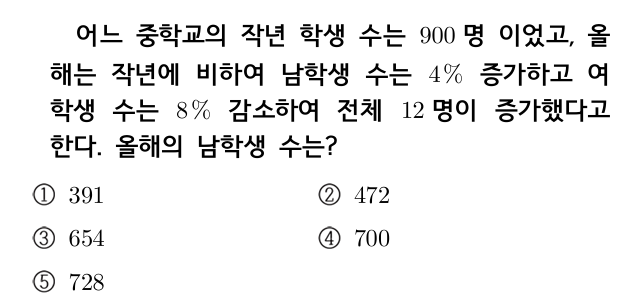 어느 중학교의 작년 학생 수는 900 명 이었고, 올
해는 작년에 비하여 남학생 수는 4% 증가하고 여
학생 수는 8% 감소하여 전체 12 명이 증가했다고
한다. 올해의 남학생 수는?
① 391 ② 472
③ 654 ④ 700
⑤ 728